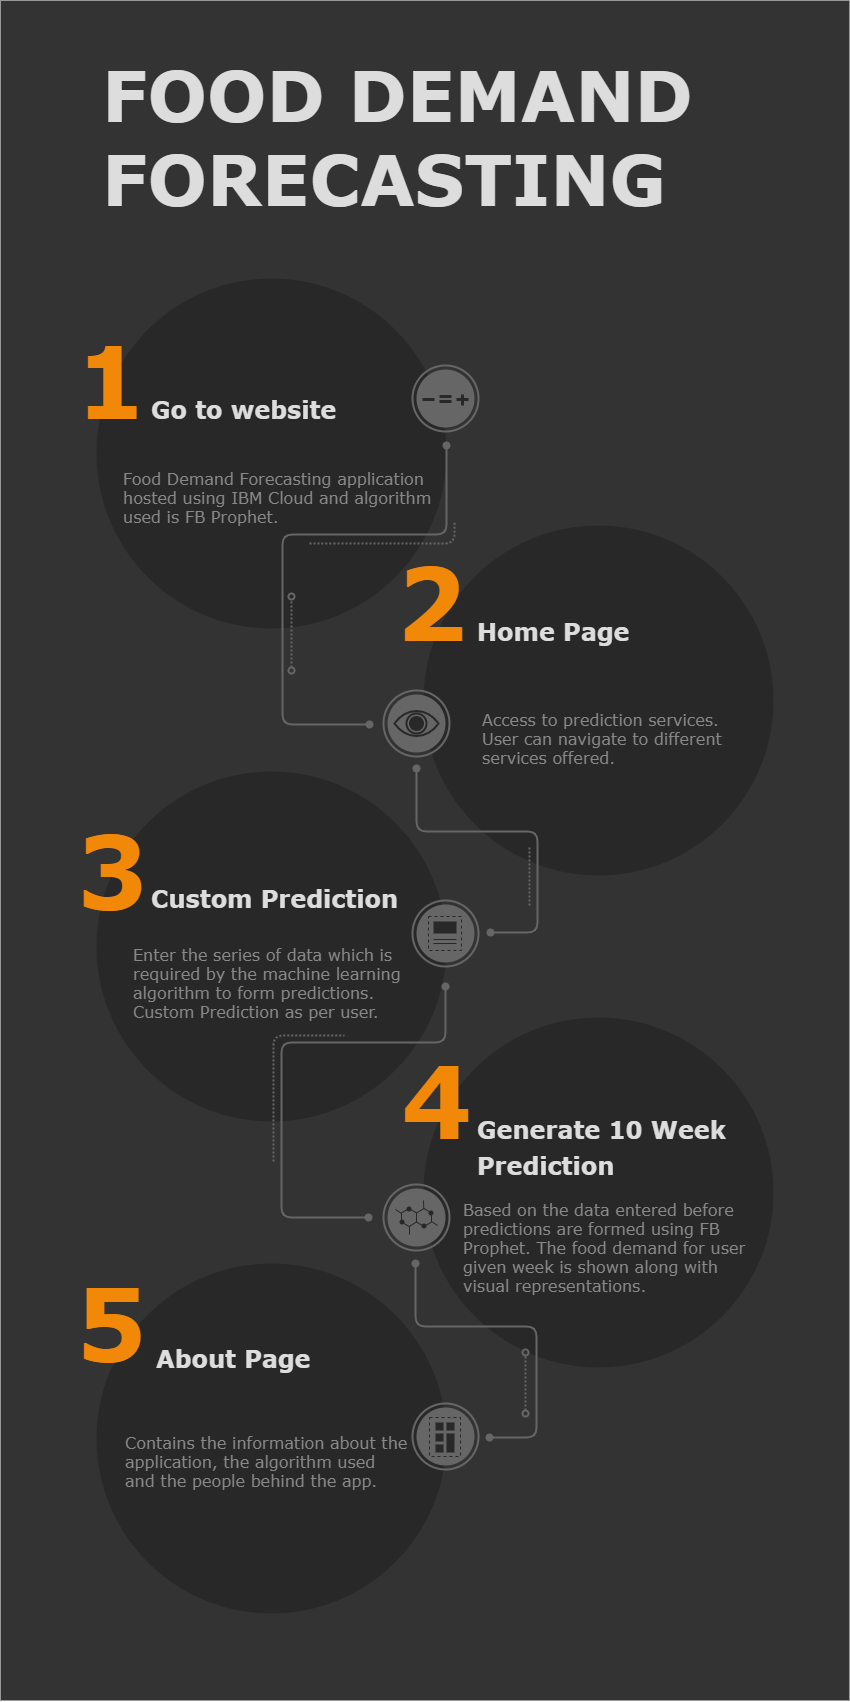 FOOD DEMAND
FORECASTING
1
Go to website
Food Demand Forecasting application
hosted using IBM Cloud and algorithm
used is FB Prophet.
2
Home Page
Access to prediction services.
User can navigate to different
services offered.
3
Custom Prediction
Enter the series of data which is
required by the machine learning
algorithm to form predictions.
Custom Prediction as per user.
4
Generate 10 Week
Prediction
Based on the data entered before
predictions are formed using FB
Prophet. The food demand for user
given week is shown along with
visual representations.
5
About Page
Contains the information about the
application, the algorithm used
and the people behind the app.